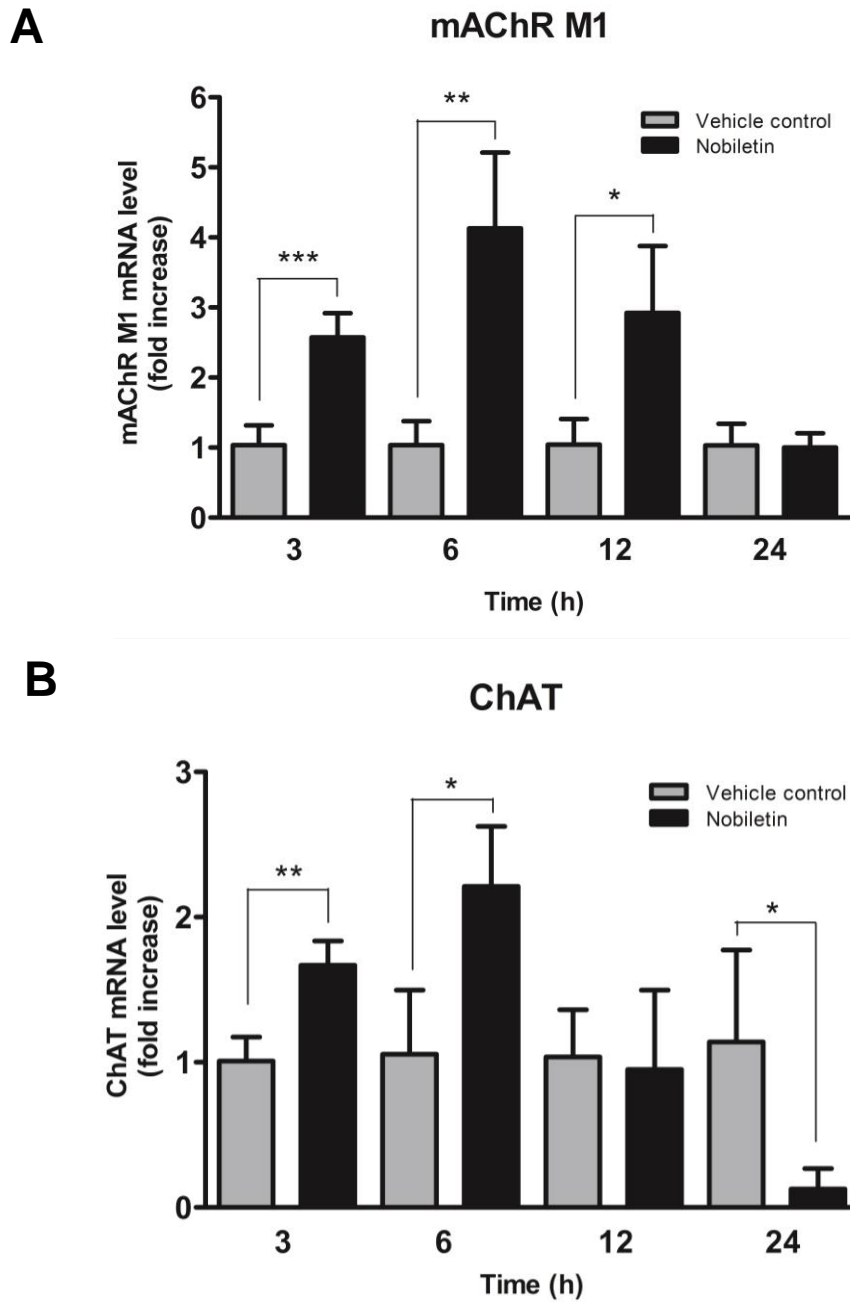 A
mAChR M1
6
5
4
3
2
1
0
mAChR M1 mRNA level
(fold increase)
***
**
*
Vehicle control
Nobiletin
3 6 12 24
Time (h)
B
ChAT
3
2
1
0
ChAT mRNA level
(fold increase)
**
*
*
Vehicle control
Nobiletin
3 6 12 24
Time (h)